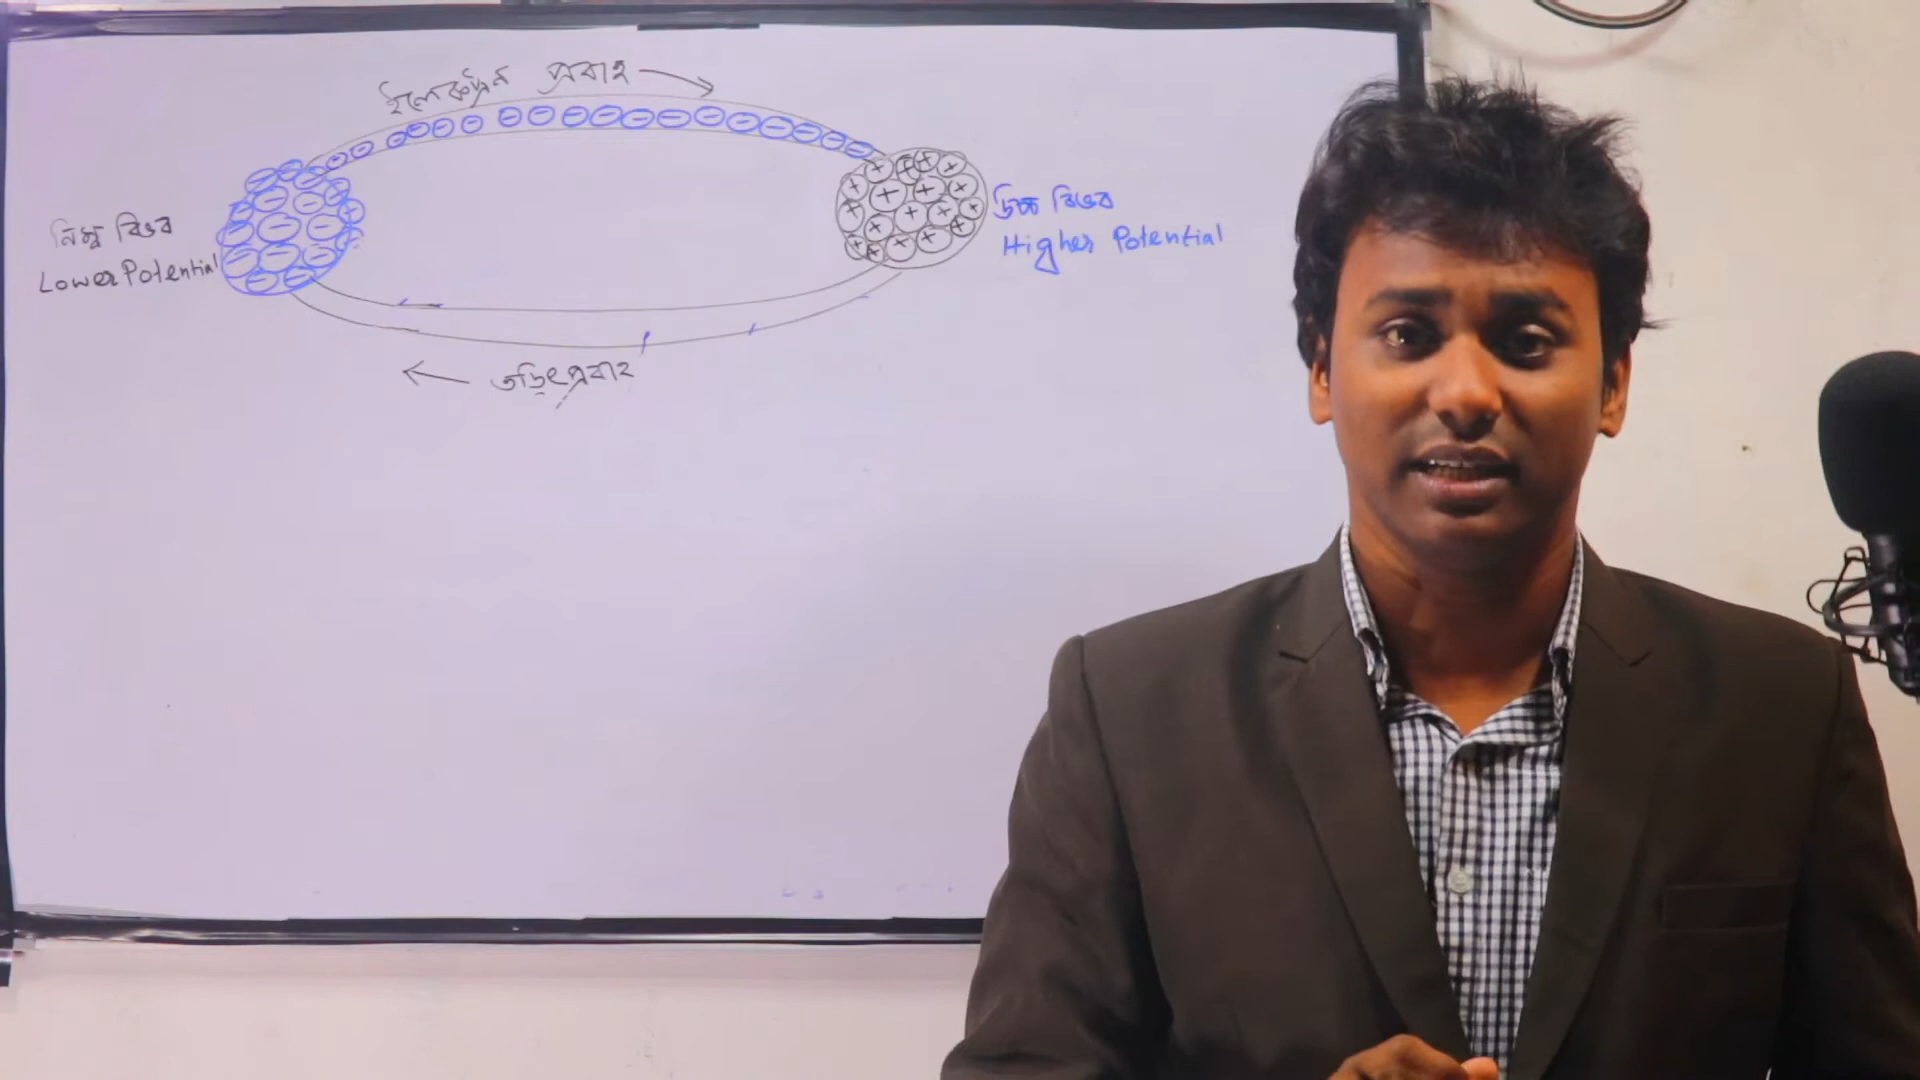 ইলেকট্রন প্রবাহ
নিম্ন বিভব
Lower Potential
উচ্চ বিভব
Higher Potential
তড়িৎপ্রবাহ